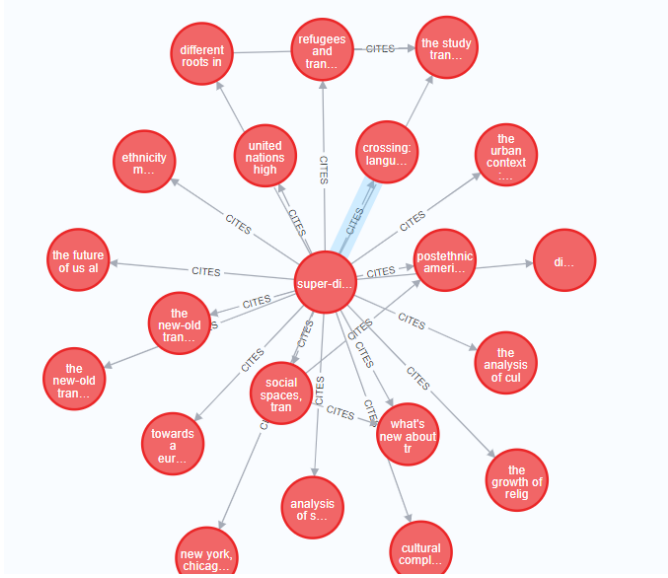 different
roots in
refugees
and
tran...
CITES
the study
tran...
ethnicity
m...
united
nations
high
CITES
crossing:
langu...
the
urban
context
:...
CITES
CITES
CITES
CITES
the future
of us al
CITES
super-di...
CITES
postethnic
ameri...
di...
the
new-old
tran...
CITES
S
CITES
CITES
CITES
the
new-old
tran...
CITES
CITES
CITES
the
analysis
of cul
social
spaces,
tran
CITES
CITES
CITES
towards
a
eur...
what's
new about
tr
the
growth of
relig
analysis
of s...
new york,
chicag...
cultural
compl...